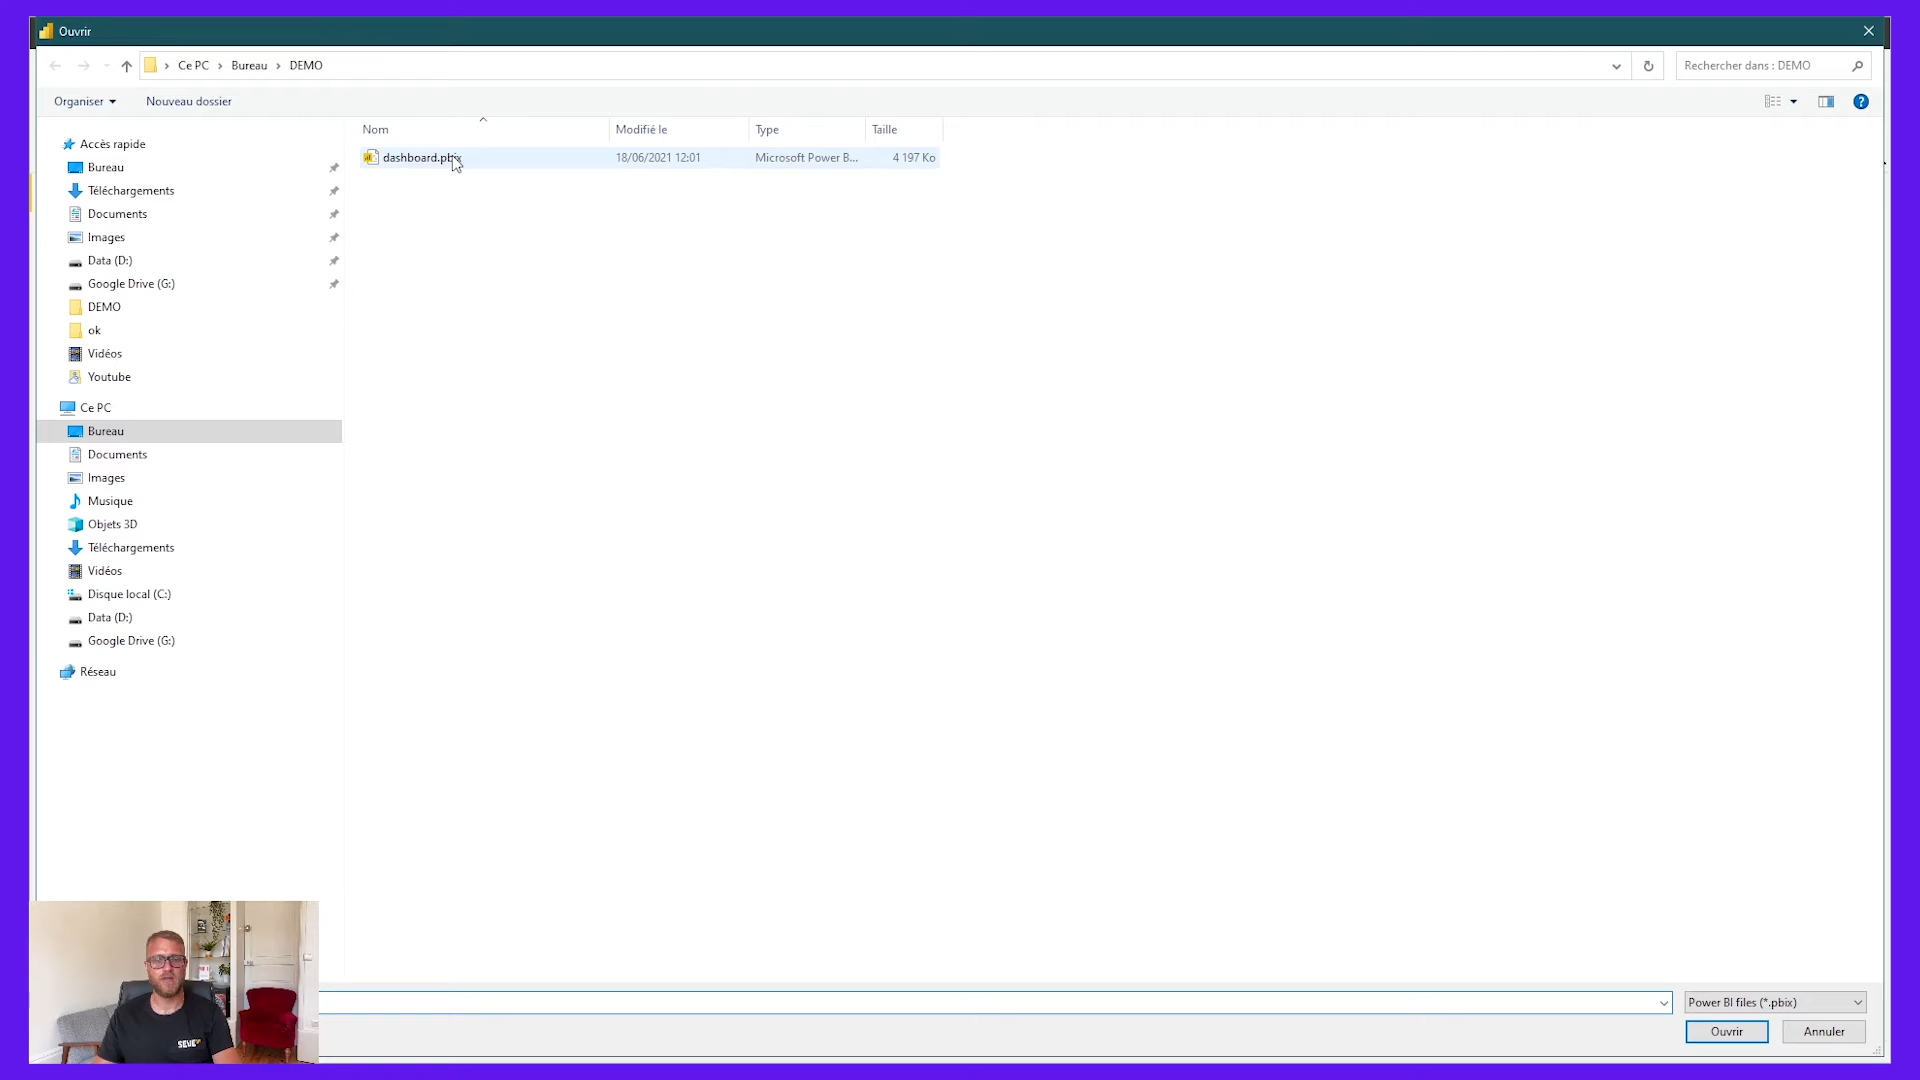 Ouvrir
Ce PC > Bureau > DEMO
Rechercher dans : DEMO
Organiser
Nouveau dossier
Nom
Modifié le
Type
Taille
dashboard.pbix
18/06/2021 12:01
Microsoft Power B...
4 197 Ko
Accès rapide
Bureau
Téléchargements
Documents
Images
Data (D:)
Google Drive (G:)
DEMO
ok
Vidéos
Youtube
Ce PC
Bureau
Documents
Images
Musique
Objets 3D
Téléchargements
Vidéos
Disque local (C:)
Data (D:)
Google Drive (G:)
Réseau
Power BI files (*.pbix)
Ouvrir
Annuler